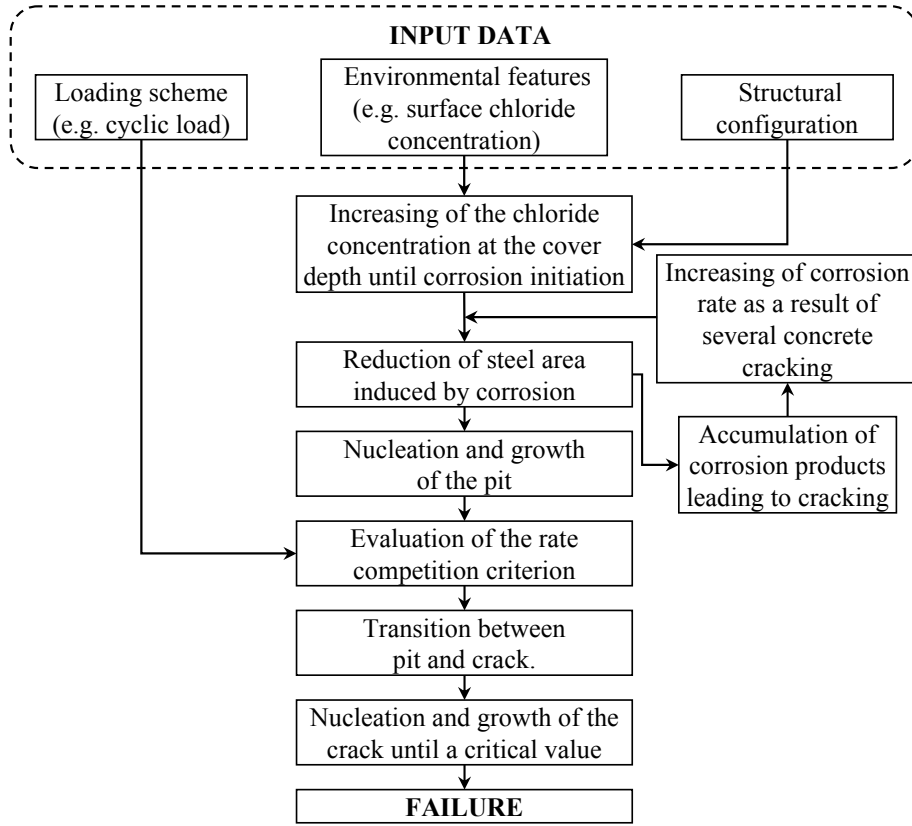 INPUT DATA
Loading scheme
(e.g. cyclic load)
Environmental features
(e.g. surface chloride
concentration)
Structural
configuration
Increasing of the chloride
concentration at the cover
depth until corrosion initiation
Increasing of corrosion
rate as a result of
several concrete
cracking
Reduction of steel area
induced by corrosion
Accumulation of
corrosion products
leading to cracking
Nucleation and growth
of the pit
Evaluation of the rate
competition criterion
Transition between
pit and crack.
Nucleation and growth of the
crack until a critical value
FAILURE